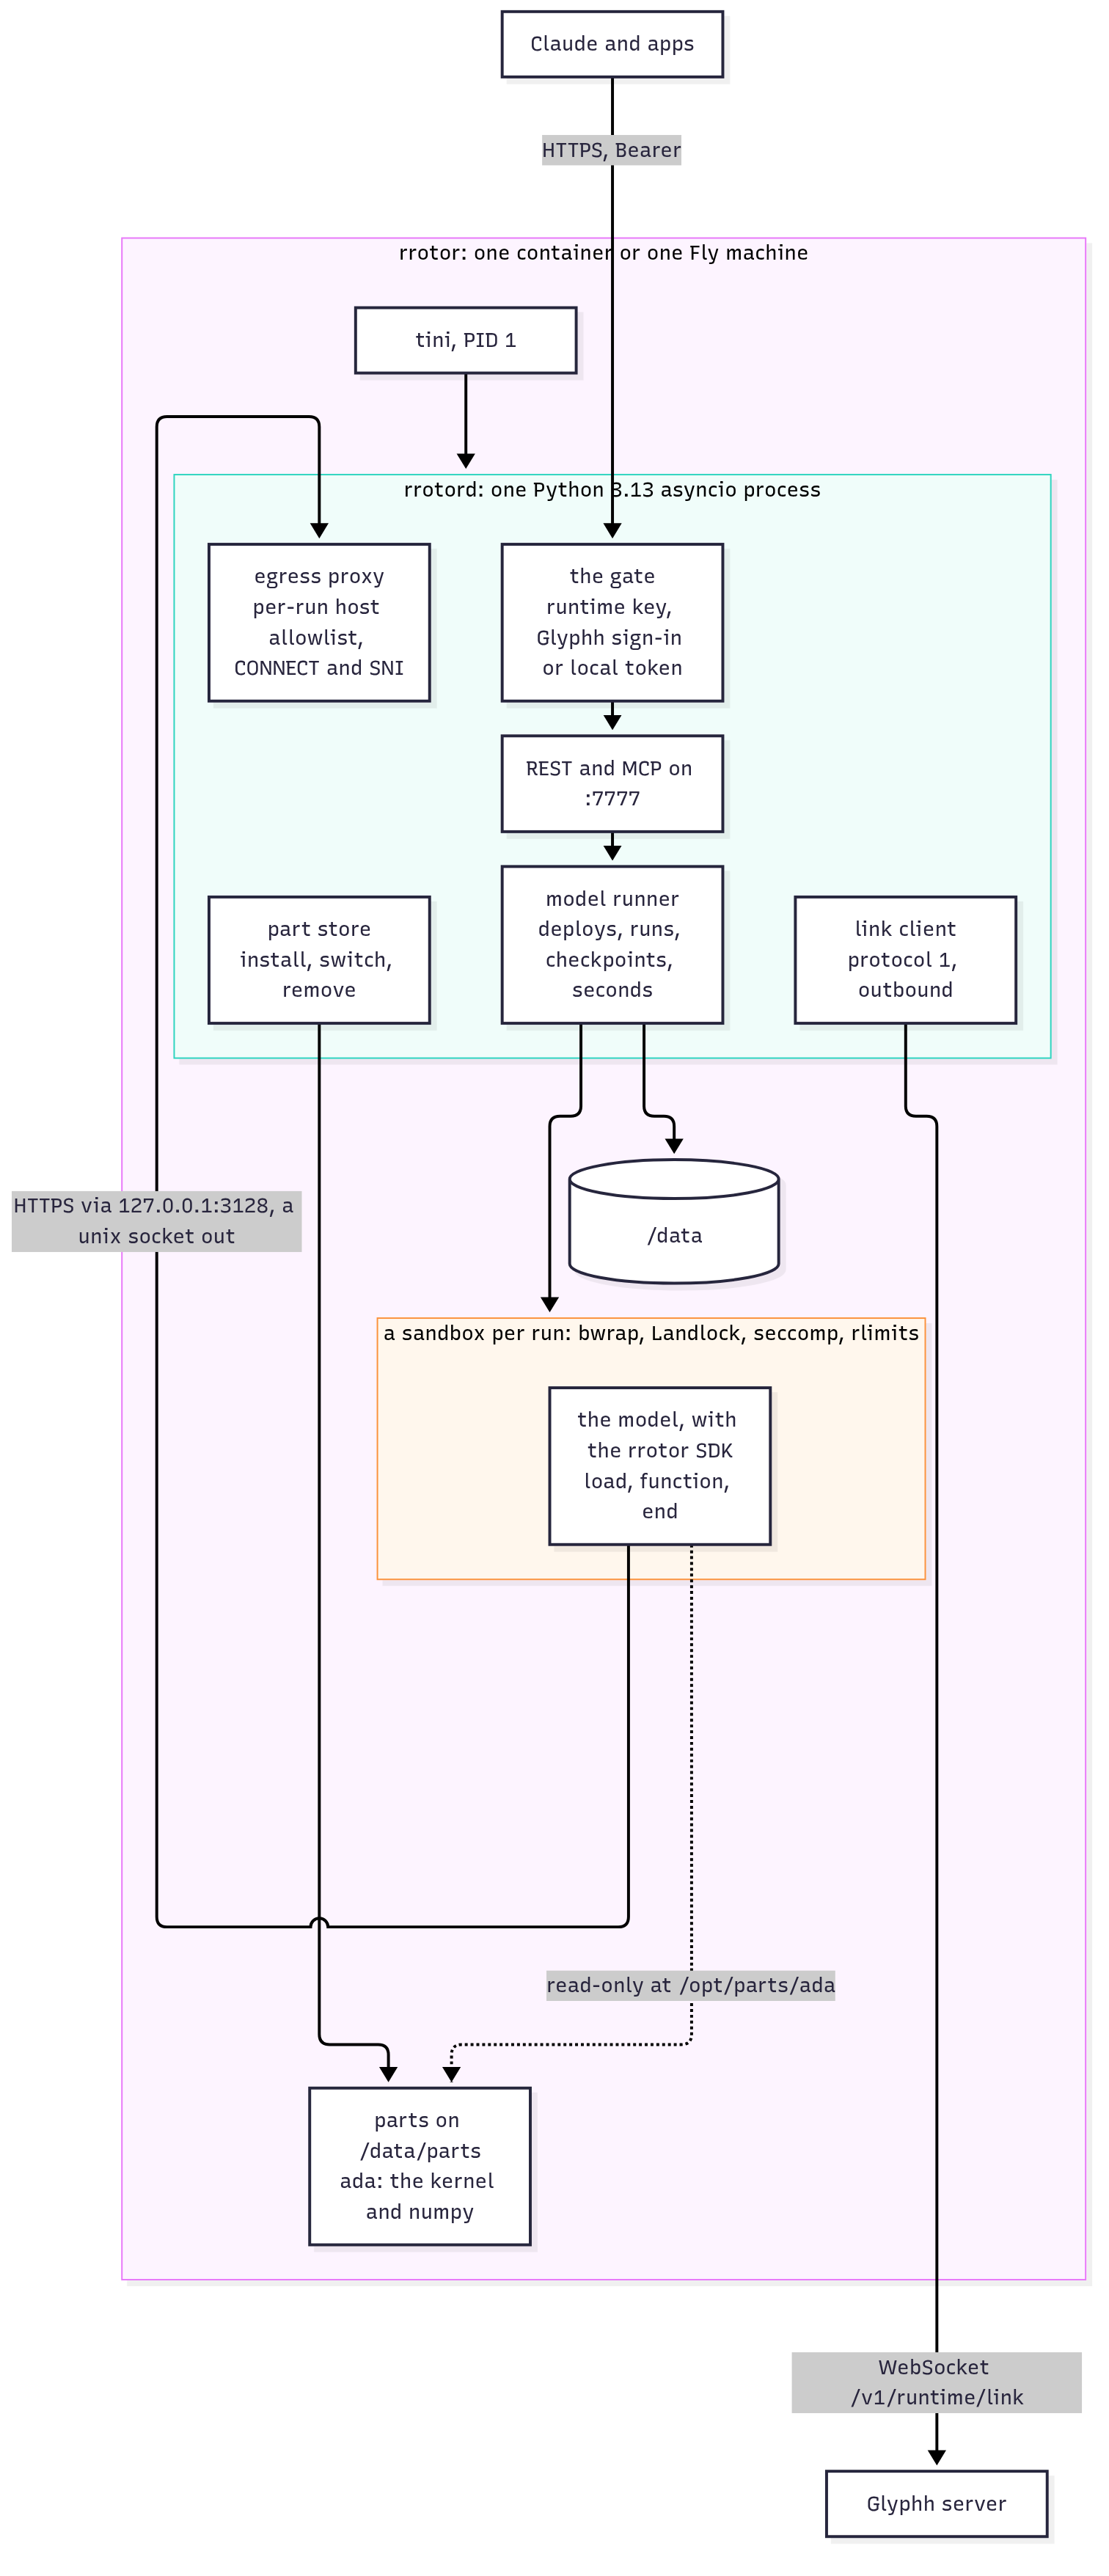 Claude and apps
HTTPS, Bearer
rrotor: one container or one Fly machine
tini, PID 1
rrotord: one Python 3.13 asyncio process
egress proxy
per-run host
allowlist,
CONNECT and SNI
the gate
runtime key,
Glyphh sign-in
or local token
REST and MCP on
:7777
part store
install, switch,
remove
model runner
deploys, runs,
checkpoints,
seconds
link client
protocol 1,
outbound
HTTPS via 127.0.0.1:3128, a
unix socket out
/data
a sandbox per run: bwrap, Landlock, seccomp, rlimits
the model, with
the rrotor SDK
load, function,
end
read-only at /opt/parts/ada
parts on
/data/parts
ada: the kernel
and numpy
WebSocket
/v1/runtime/link
Glyphh server